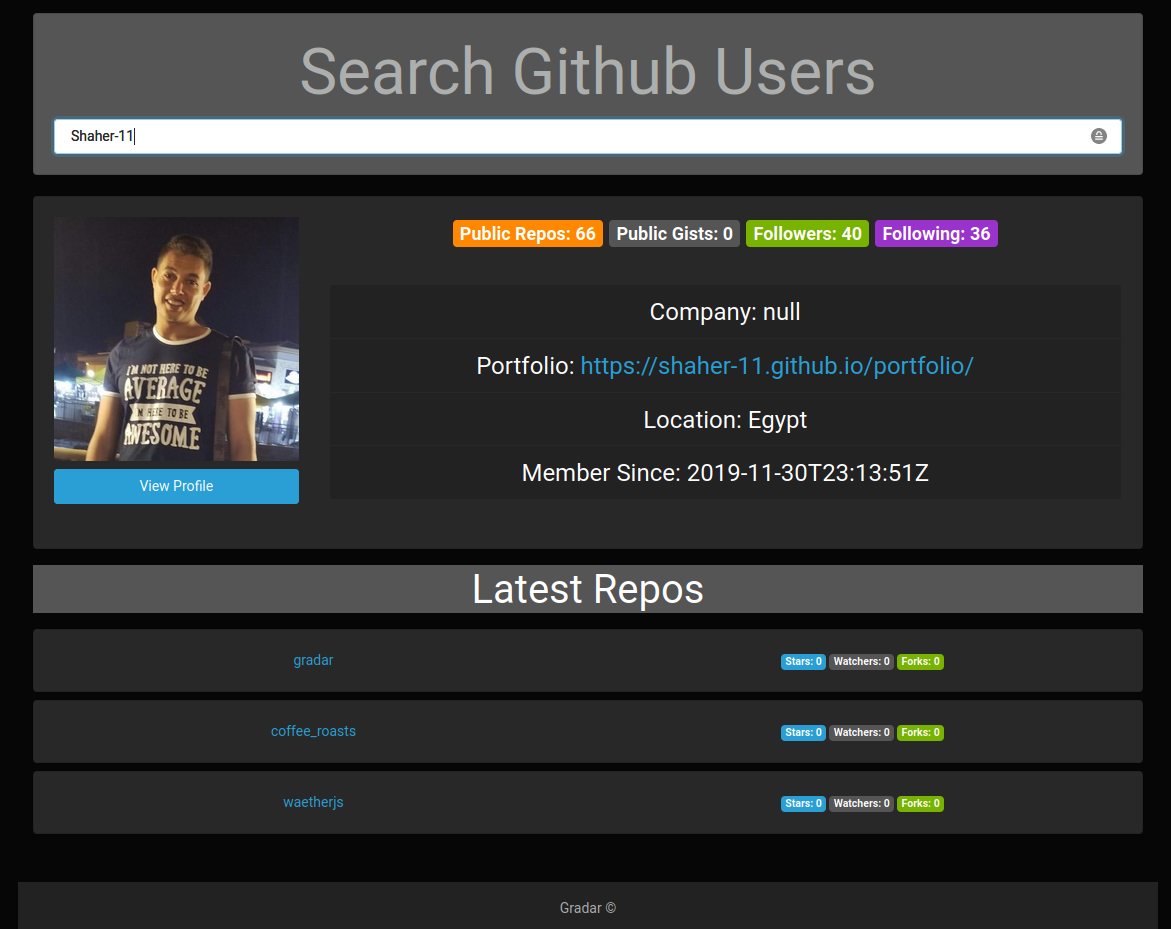 Search Github Users
Shaher-11
Public Repos: 66 Public Gists: 0 Followers: 40 Following: 36
I'M NOT HERE TO BE
AVERAGE
I'M HERE TO BE
AWESOME
View Profile
Company: null
Portfolio: https://shaher-11.github.io/portfolio/
Location: Egypt
Member Since: 2019-11-30T23:13:51Z
Latest Repos
gradar Stars: 0 Watchers: 0 Forks: 0
coffee_roasts Stars: 0 Watchers: 0 Forks: 0
waetherjs Stars: 0 Watchers: 0 Forks: 0
Gradar ©